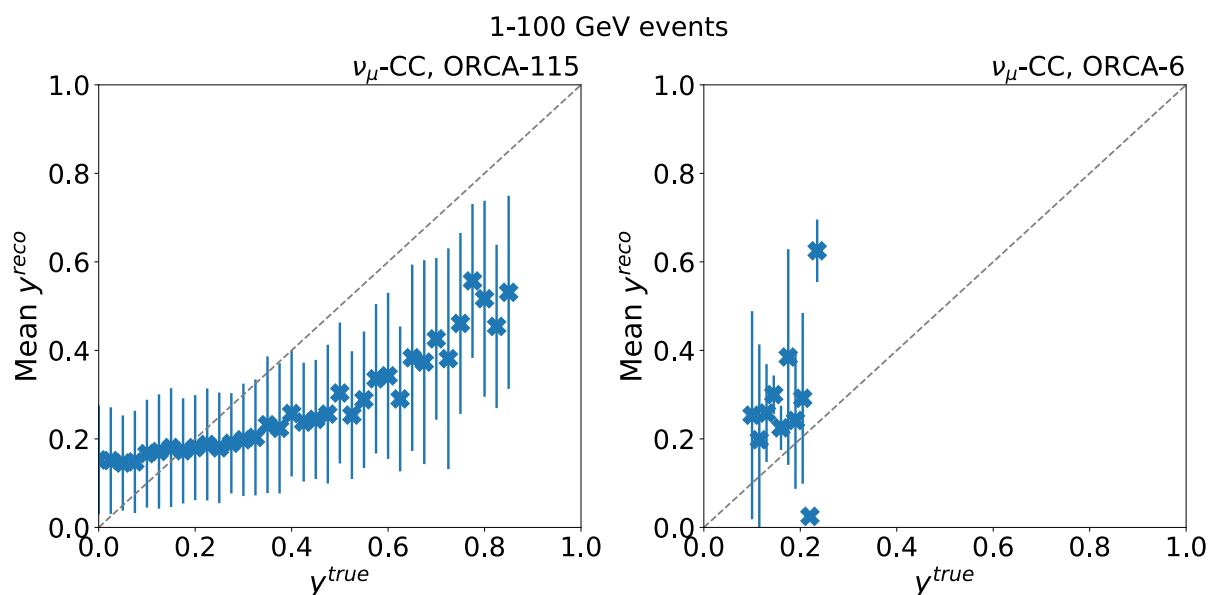 1-100 GeV events
ν_μ-CC, ORCA-115
1.0
0.8
0.6
0.4
0.2
0.0
Mean y^reco
0.0 0.2 0.4 0.6 0.8 1.0
y^true
ν_μ-CC, ORCA-6
1.0
0.8
0.6
0.4
0.2
0.0
Mean y^reco
0.0 0.2 0.4 0.6 0.8 1.0
y^true